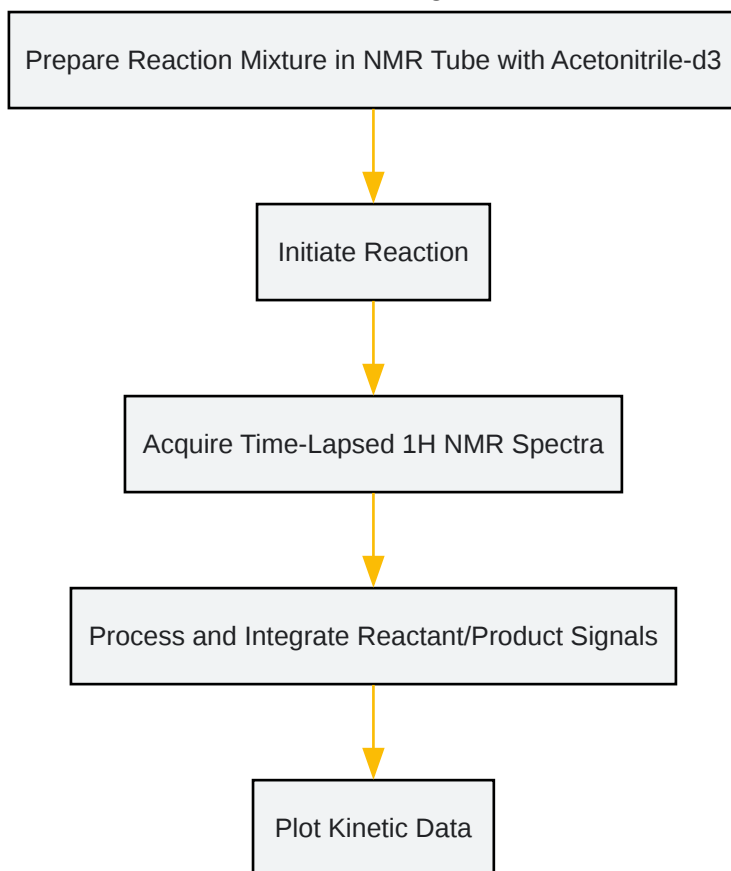 Prepare Reaction Mixture in NMR Tube with Acetonitrile-d3
Initiate Reaction
Acquire Time-Lapsed 1H NMR Spectra
Process and Integrate Reactant/Product Signals
Plot Kinetic Data